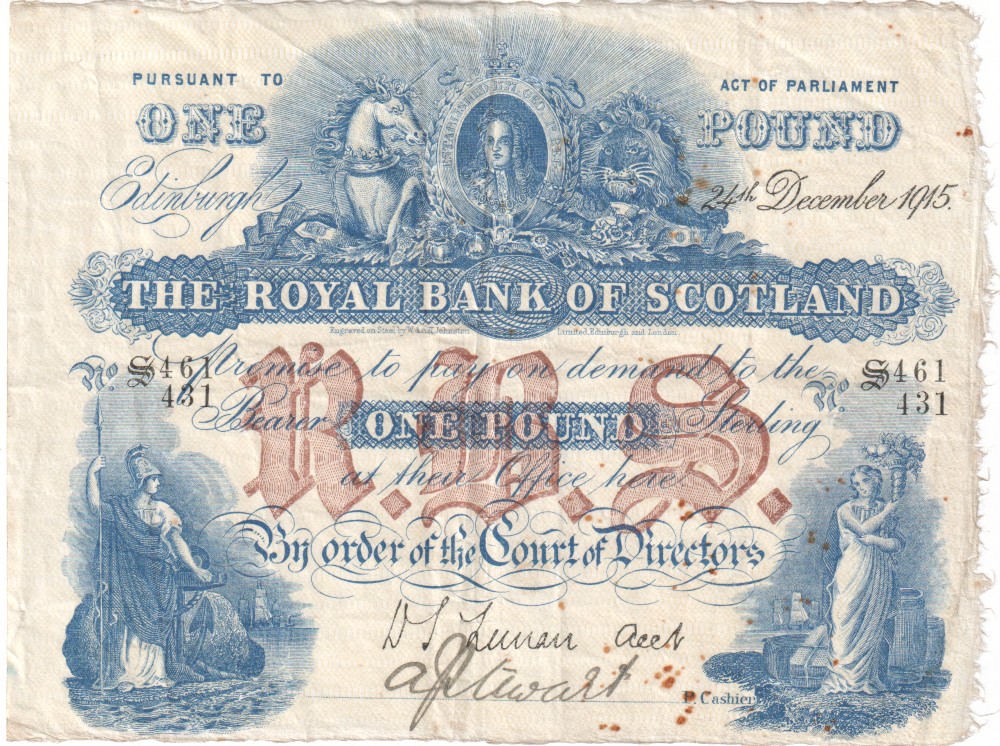 PURSUANT TO ACT OF PARLIAMENT
ONE POUND
Edinburgh 24th December 1915.
THE ROYAL BANK OF SCOTLAND
Engraved on Steel by W. & A.K. Johnston Limited, Edinburgh and London.
No. S461 Promise to pay on demand to the No. S461
431 431
Bearer ONE POUND Sterling
R.B.S.
at their Office here
By order of the Court of Directors
Acct
A Stewart
P. Cashier